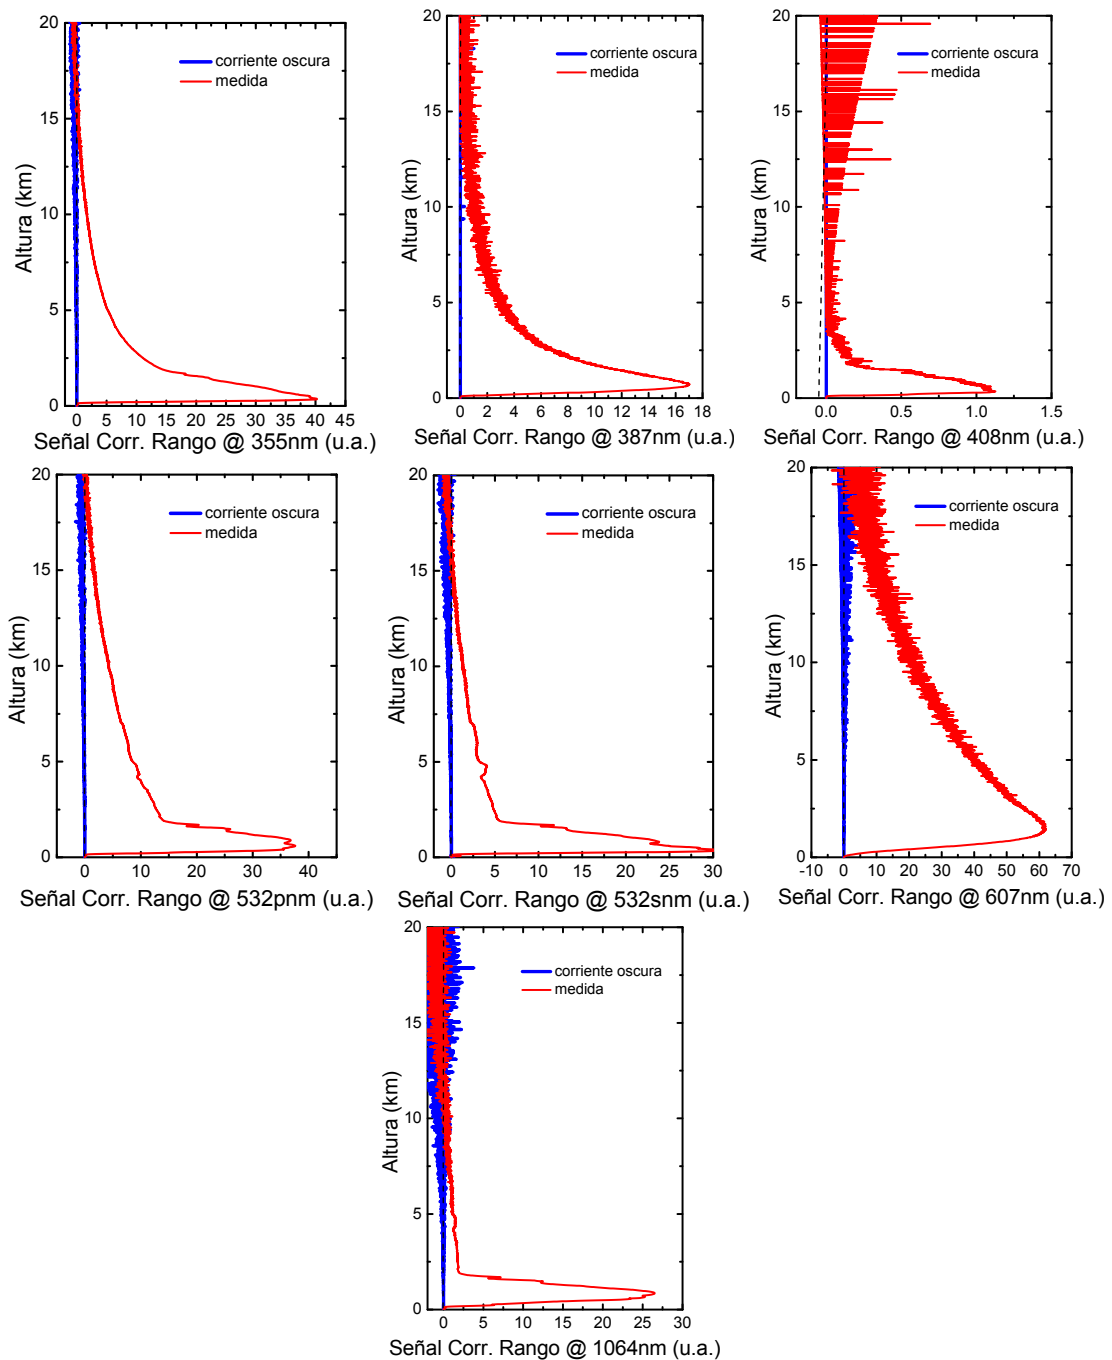 corriente oscura
medida
Altura (km)
20
15
10
5
0
0 5 10 15 20 25 30 35 40 45
Señal Corr. Rango @ 355nm (u.a.)
corriente oscura
medida
Altura (km)
20
15
10
5
0
0 2 4 6 8 10 12 14 16 18
Señal Corr. Rango @ 387nm (u.a.)
corriente oscura
medida
Altura (km)
20
15
10
5
0
0.0 0.5 1.0 1.5
Señal Corr. Rango @ 408nm (u.a.)
corriente oscura
medida
Altura (km)
20
15
10
5
0
0 10 20 30 40
Señal Corr. Rango @ 532pnm (u.a.)
corriente oscura
medida
Altura (km)
20
15
10
5
0
0 5 10 15 20 25 30
Señal Corr. Rango @ 532snm (u.a.)
corriente oscura
medida
Altura (km)
20
15
10
5
0
-10 0 10 20 30 40 50 60 70
Señal Corr. Rango @ 607nm (u.a.)
corriente oscura
medida
Altura (km)
20
15
10
5
0
0 5 10 15 20 25 30
Señal Corr. Rango @ 1064nm (u.a.)